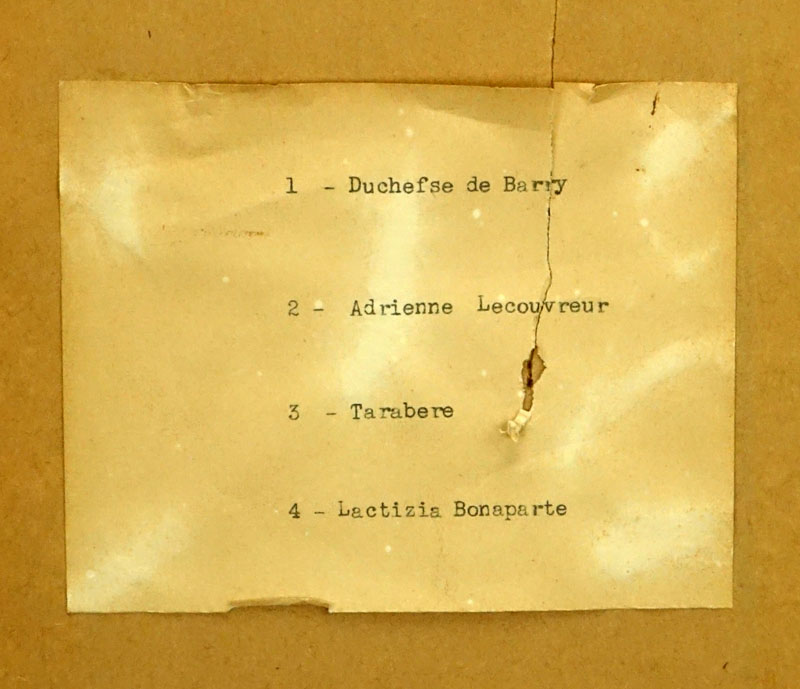 1 - Duchefse de Barry
2 - Adrienne Lecouvreur
3 - Tarabere
4 - Lactizia Bonaparte